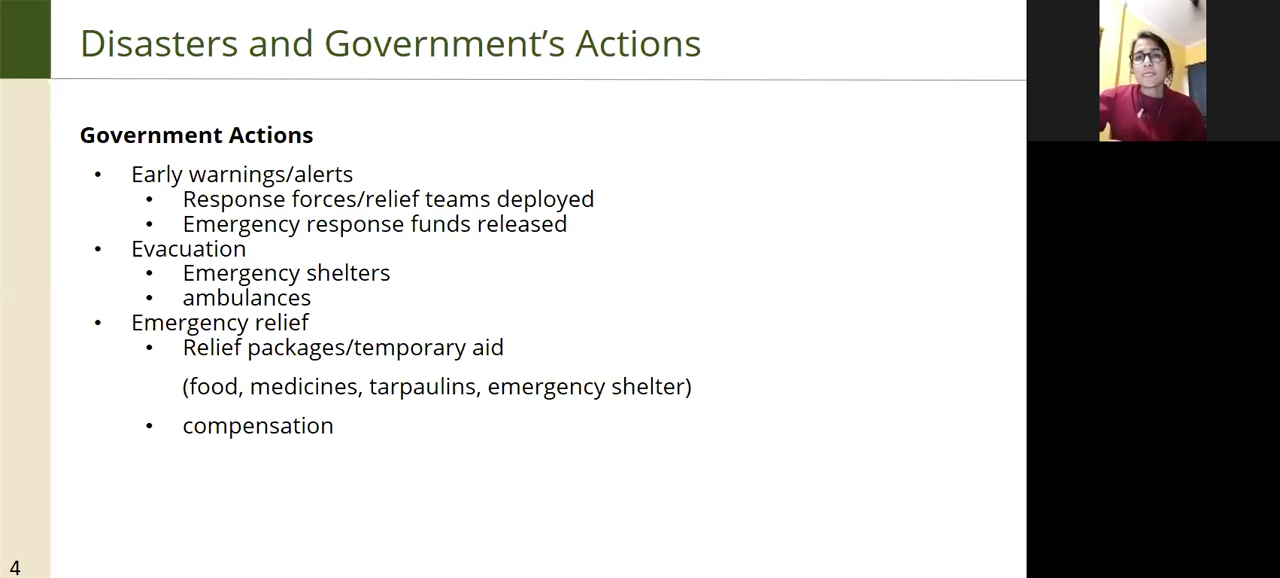 Disasters and Government's Actions
Government Actions
• Early warnings/alerts
• Response forces/relief teams deployed
• Emergency response funds released
• Evacuation
• Emergency shelters
• ambulances
• Emergency relief
• Relief packages/temporary aid
(food, medicines, tarpaulins, emergency shelter)
• compensation
4